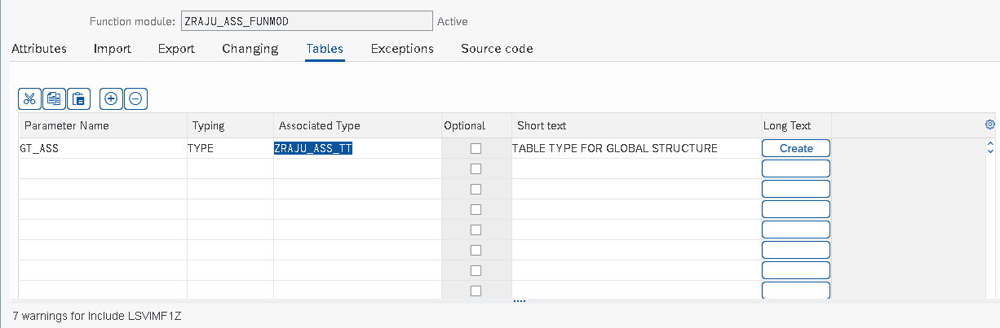 Function module: ZRAJU_ASS_FUNMOD Active
Attributes Import Export Changing Tables Exceptions Source code
Parameter Name Typing Associated Type Optional Short text Long Text
GT_ASS TYPE ZRAJU_ASS_TT TABLE TYPE FOR GLOBAL STRUCTURE Create
7 warnings for Include LSVIMF1Z